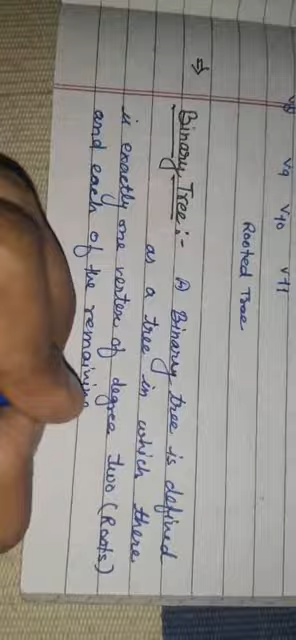 V9 V10 V11
Rooted Tree
⇒ Binary Tree:- A Binary tree is defined
as a tree in which there
is exactly one vertex of degree two (Roots)
and each of the remaining